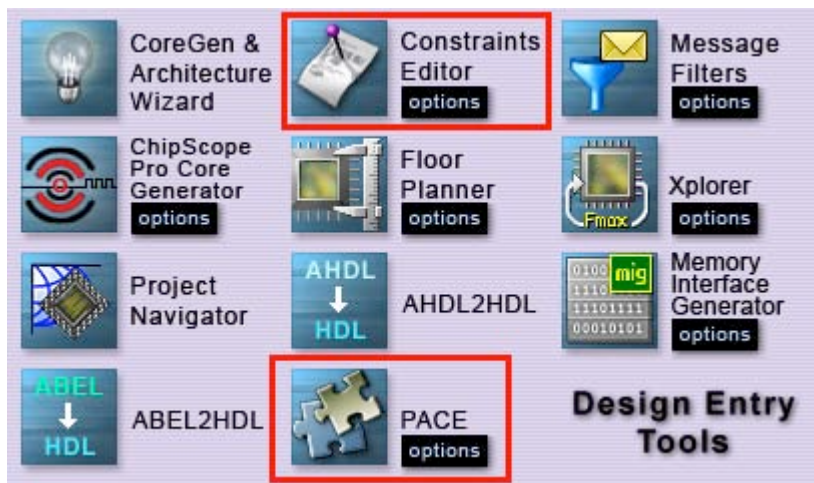 CoreGen &
Architecture
Wizard
Constraints
Editor
options
Message
Filters
options
ChipScope
Pro Core
Generator
options
Floor
Planner
options
Fmax
Xplorer
options
Project
Navigator
AHDL
HDL
AHDL2HDL
0100
mig
1110
11101111
00010101
Memory
Interface
Generator
options
ABEL
HDL
ABEL2HDL
PACE
options
Design Entry
Tools